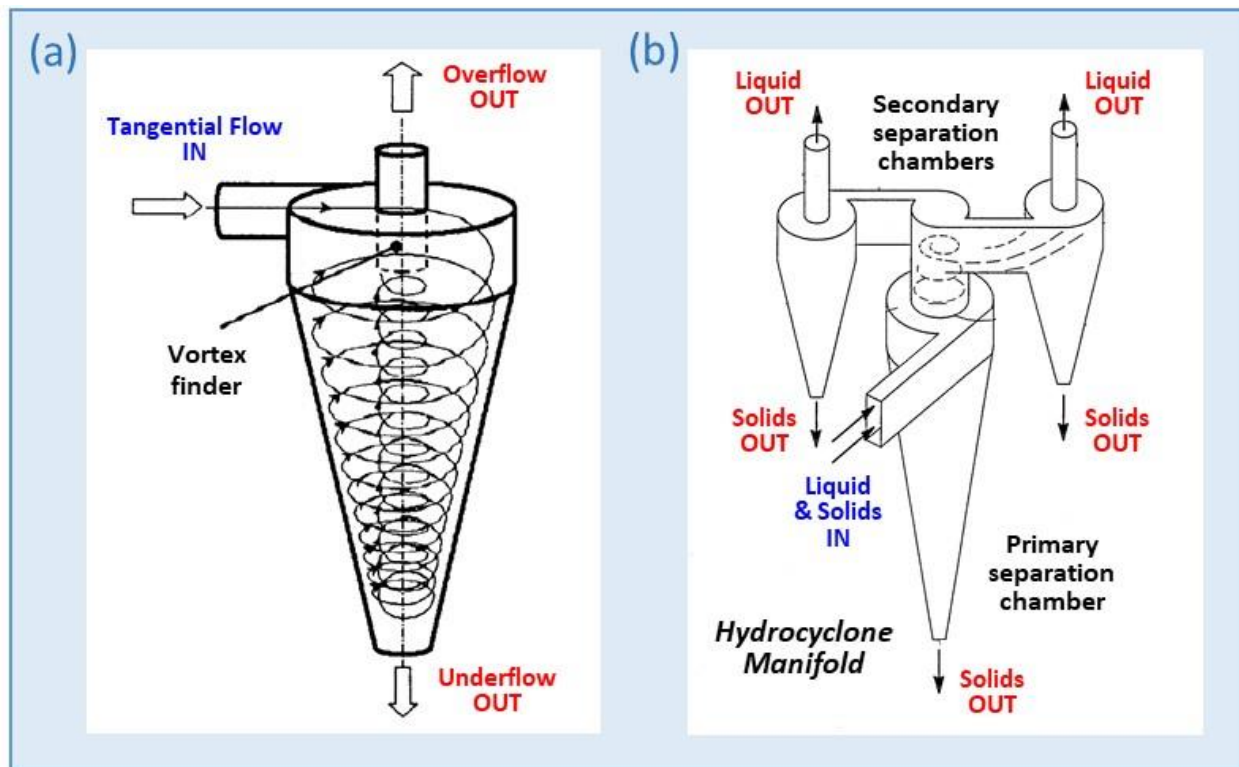 (a)
Overflow
OUT
Tangential Flow
IN
Vortex
finder
Underflow
OUT
(b)
Liquid
OUT
Secondary
separation
chambers
Liquid
OUT
Solids
OUT
Solids
OUT
Liquid
& Solids
IN
Primary
separation
chamber
Hydrocyclone
Manifold
Solids
OUT